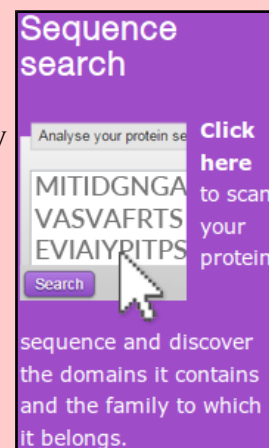 Sequence
search
y
Analyse your protein se
MITIDGNGA
VASVAFRTS
EVIAIYPITPS
Search
Click
here
to scan
your
protein
sequence and discover
the domains it contains
and the family to which
it belongs.